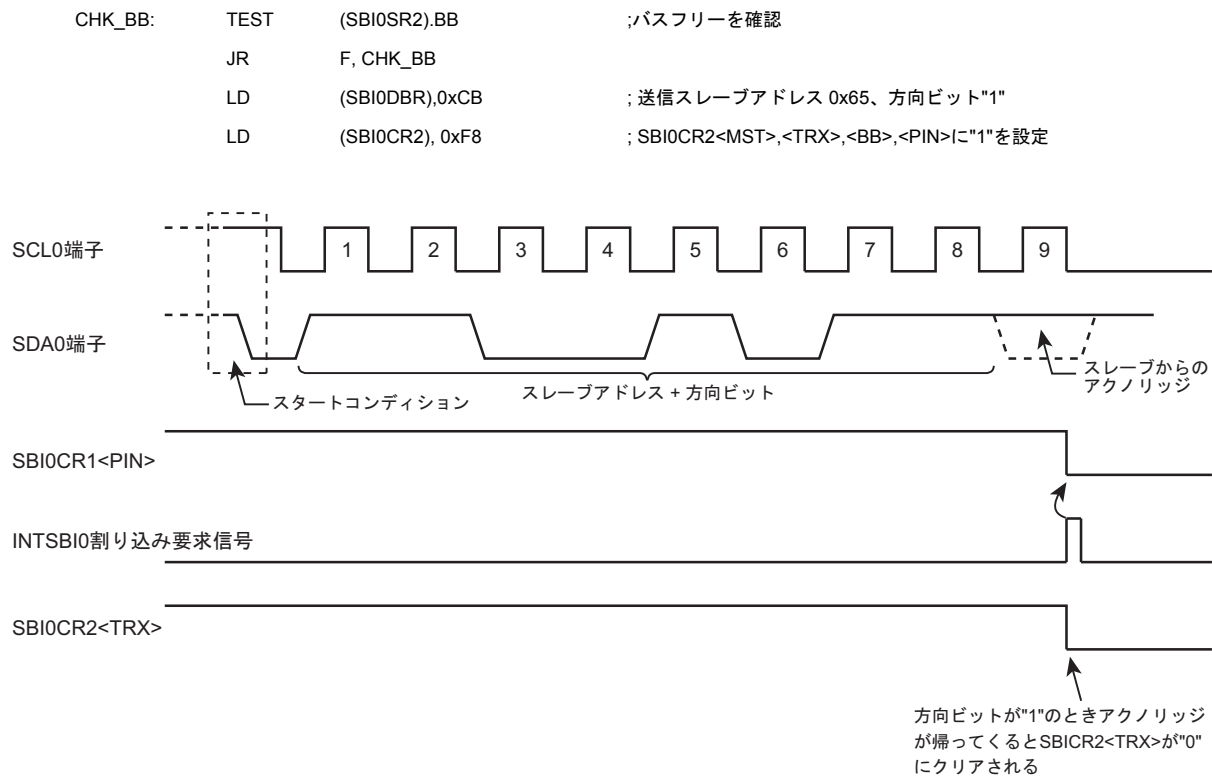 CHK_BB: TEST (SBI0SR2).BB ;バスフリーを確認
JR F, CHK_BB
LD (SBI0DBR),0xCB ; 送信スレーブアドレス 0x65、方向ビット"1"
LD (SBI0CR2), 0xF8 ; SBI0CR2<MST>,<TRX>,<BB>,<PIN>に"1"を設定
SCL0端子
1 2 3 4 5 6 7 8 9
SDA0端子
スタートコンディション
スレーブアドレス + 方向ビット
スレーブからの
アクノリッジ
SBI0CR1<PIN>
INTSBI0割り込み要求信号
SBI0CR2<TRX>
方向ビットが"1"のときアクノリッジ
が帰ってくるとSBICR2<TRX>が"0"
にクリアされる